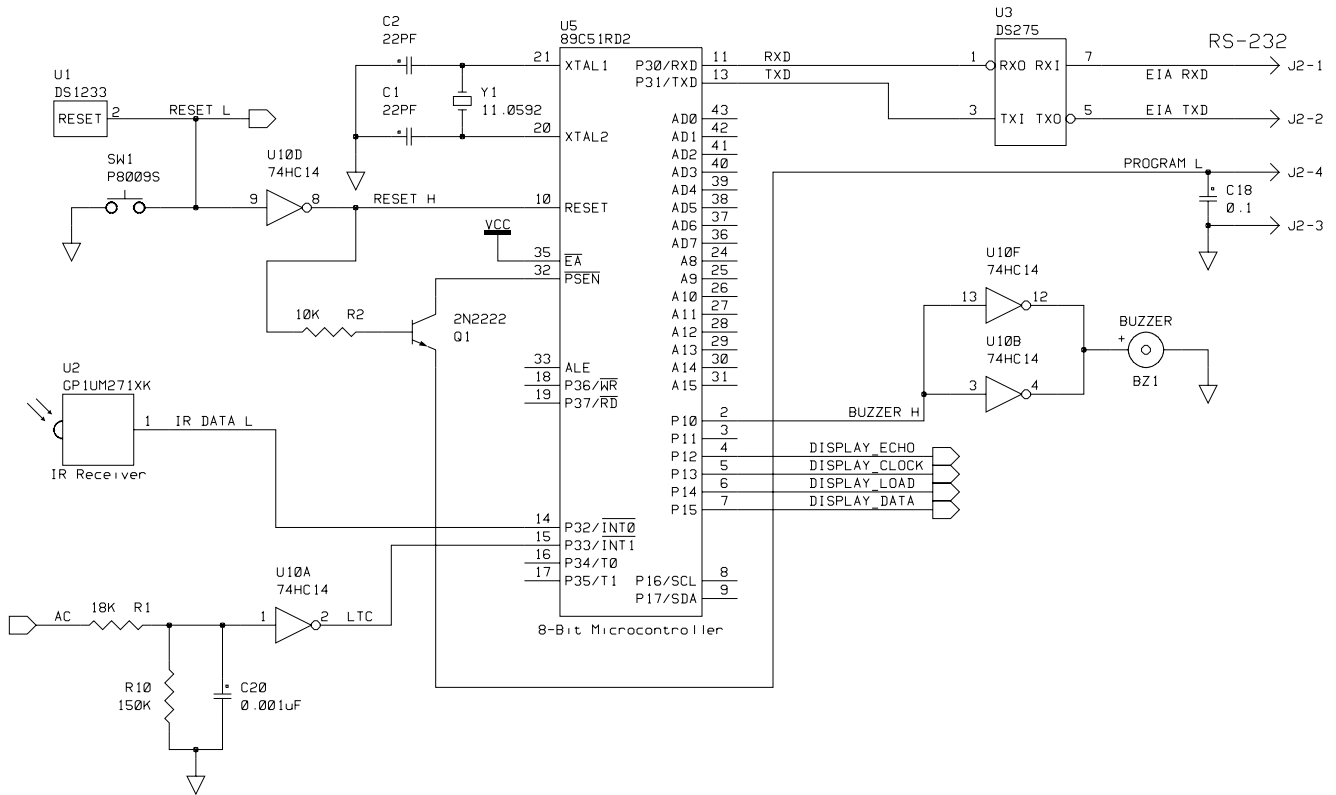 U1
DS1233
RESET
2
RESET L
SW1
P8009S
C2
22PF
C1
22PF
Y1
11.0592
U10D
74HC14
9
8
RESET H
VCC
10K
R2
2N2222
Q1
U2
GP1UM271XK
1
IR DATA L
IR Receiver
AC
18K
R1
R10
150K
C20
0.001uF
U10A
74HC14
1
2
LTC
U5
89C51RD2
21
XTAL1
20
XTAL2
10
RESET
35
EA
32
PSEN
33
ALE
18
P36/WR
19
P37/RD
14
P32/INT0
15
P33/INT1
16
P34/T0
17
P35/T1
P30/RXD
11
RXD
P31/TXD
13
TXD
AD0
43
AD1
42
AD2
41
AD3
40
AD4
39
AD5
38
AD6
37
AD7
36
A8
24
A9
25
A10
26
A11
27
A12
28
A13
29
A14
30
A15
31
P10
2
BUZZER H
P11
3
P12
4
DISPLAY_ECHO
P13
5
DISPLAY_CLOCK
P14
6
DISPLAY_LOAD
P15
7
DISPLAY_DATA
P16/SCL
8
P17/SDA
9
8-Bit Microcontroller
U3
DS275
1
RXO
RXI
7
3
TXI
TXO
5
RS-232
EIA RXD
J2-1
EIA TXD
J2-2
PROGRAM L
J2-4
C18
0.1
J2-3
U10F
74HC14
13
12
U10B
74HC14
3
4
BUZZER
+
BZ1